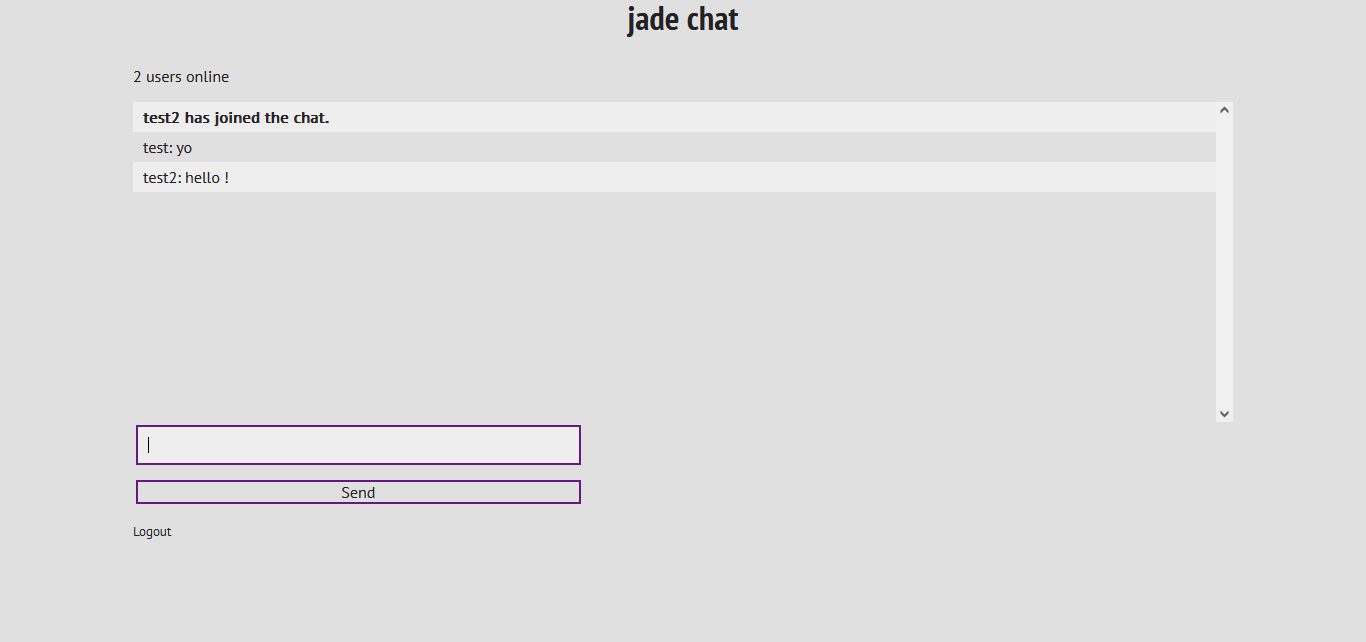 jade chat
2 users online
test2 has joined the chat.
test: yo
test2: hello !
Send
Logout